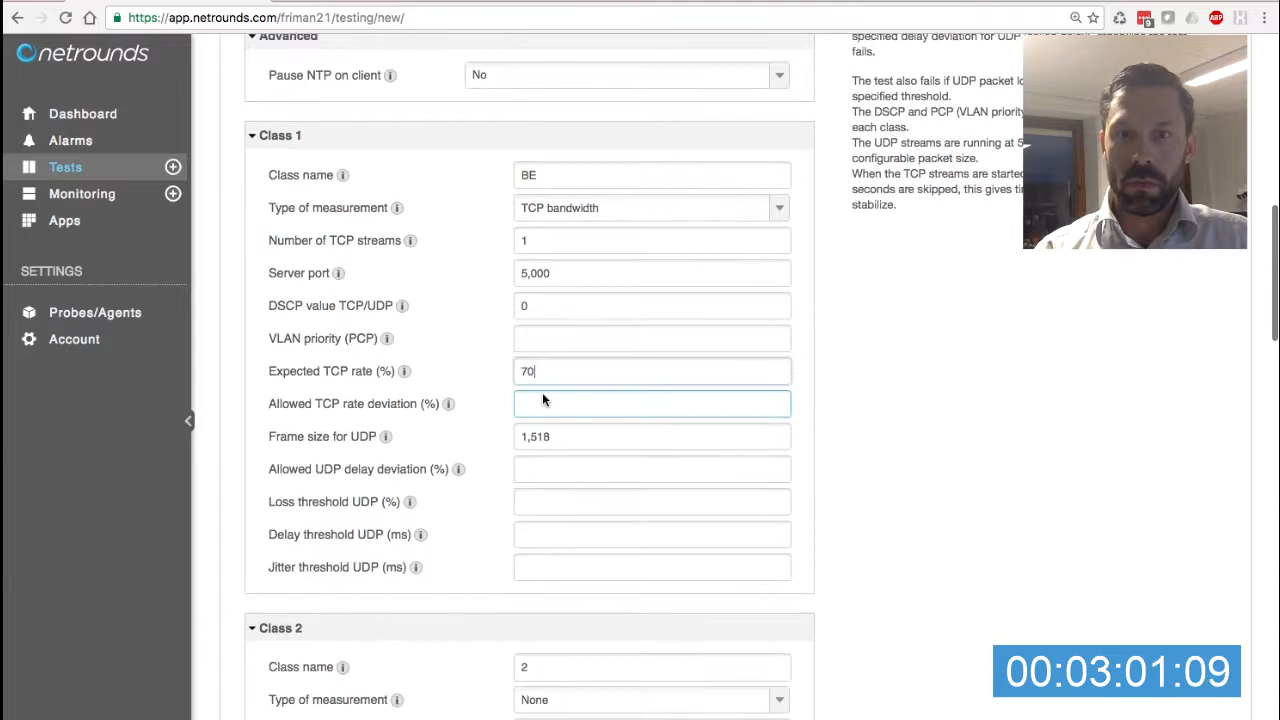 https://app.netrounds.com/friman21/testing/new/
9
ABP
netrounds
Dashboard
Alarms
Tests
Monitoring
Apps
SETTINGS
Probes/Agents
Account
Advanced
Pause NTP on client
No
Class 1
Class name
BE
Type of measurement
TCP bandwidth
Number of TCP streams
1
Server port
5,000
DSCP value TCP/UDP
0
VLAN priority (PCP)
Expected TCP rate (%)
70
Allowed TCP rate deviation (%)
Frame size for UDP
1,518
Allowed UDP delay deviation (%)
Loss threshold UDP (%)
Delay threshold UDP (ms)
Jitter threshold UDP (ms)
Class 2
Class name
2
Type of measurement
None
specified delay deviation for UDP
fails.
The test also fails if UDP packet
specified threshold.
The DSCP and PCP (VLAN priority
each class.
The UDP streams are running at
configurable packet size.
When the TCP streams are started
seconds are skipped, this gives
stabilize.
00:03:01:09